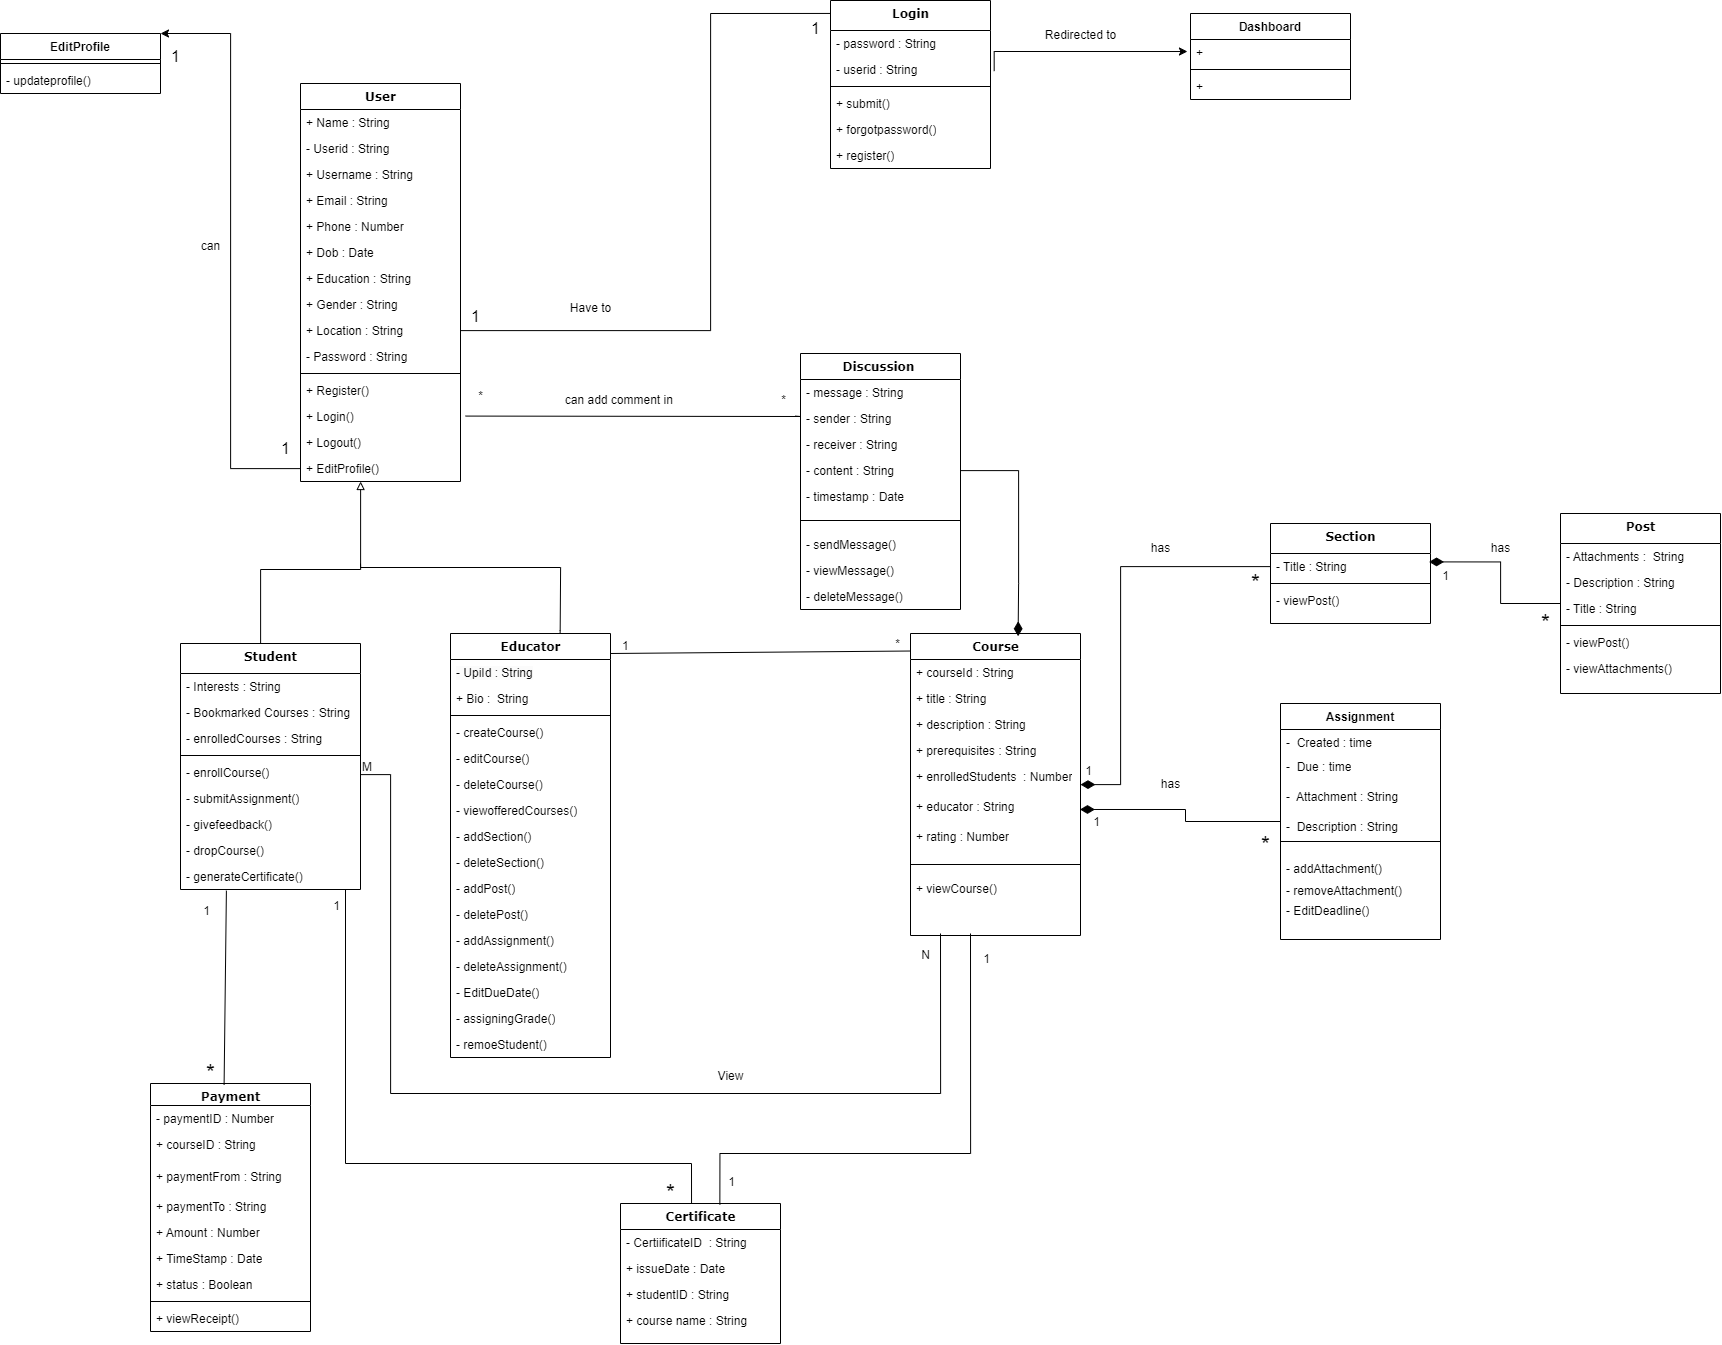 EditProfile
- updateprofile()
1
can
1
User
+ Name : String
- Userid : String
+ Username : String
+ Email : String
+ Phone : Number
+ Dob : Date
+ Education : String
+ Gender : String
+ Location : String
- Password : String
+ Register()
+ Login()
+ Logout()
+ EditProfile()
1
Have to
1
Login
- password : String
- userid : String
+ submit()
+ forgotpassword()
+ register()
Redirected to
Dashboard
+
+
*
can add comment in
*
Discussion
- message : String
- sender : String
- receiver : String
- content : String
- timestamp : Date
- sendMessage()
- viewMessage()
- deleteMessage()
Student
- Interests : String
- Bookmarked Courses : String
- enrolledCourses : String
- enrollCourse()
- submitAssignment()
- givefeedback()
- dropCourse()
- generateCertificate()
M
1
1
Educator
- UpiId : String
+ Bio :  String
- createCourse()
- editCourse()
- deleteCourse()
- viewofferedCourses()
- addSection()
- deleteSection()
- addPost()
- deletePost()
- addAssignment()
- deleteAssignment()
- EditDueDate()
- assigningGrade()
- remoeStudent()
1
*
Course
+ courseId : String
+ title : String
+ description : String
+ prerequisites : String
+ enrolledStudents  : Number
+ educator : String
+ rating : Number
+ viewCourse()
N
1
1
has
*
Section
- Title : String
- viewPost()
1
has
*
Post
- Attachments :  String
- Description : String
- Title : String
- viewPost()
- viewAttachments()
1
has
*
Assignment
-  Created : time
-  Due : time
-  Attachment : String
-  Description : String
- addAttachment()
- removeAttachment()
- EditDeadline()
View
*
Payment
- paymentID : Number
+ courseID : String
+ paymentFrom : String
+ paymentTo : String
+ Amount : Number
+ TimeStamp : Date
+ status : Boolean
+ viewReceipt()
*
1
Certificate
- CertiificateID  : String
+ issueDate : Date
+ studentID : String
+ course name : String